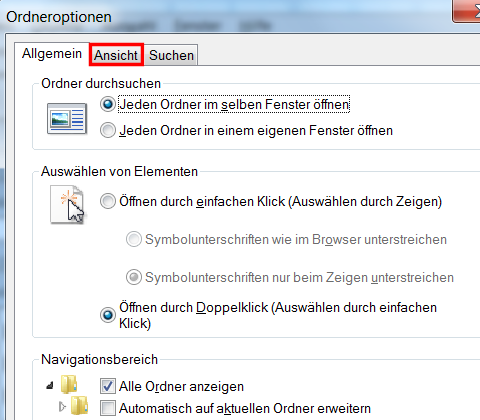 Ordneroptionen
Allgemein Ansicht Suchen
Ordner durchsuchen
Jeden Ordner im selben Fenster öffnen
Jeden Ordner in einem eigenen Fenster öffnen
Auswählen von Elementen
Öffnen durch einfachen Klick (Auswählen durch Zeigen)
Symbolunterschriften wie im Browser unterstreichen
Symbolunterschriften nur beim Zeigen unterstreichen
Öffnen durch Doppelklick (Auswählen durch einfachen
Klick)
Navigationsbereich
Alle Ordner anzeigen
Automatisch auf aktuellen Ordner erweitern